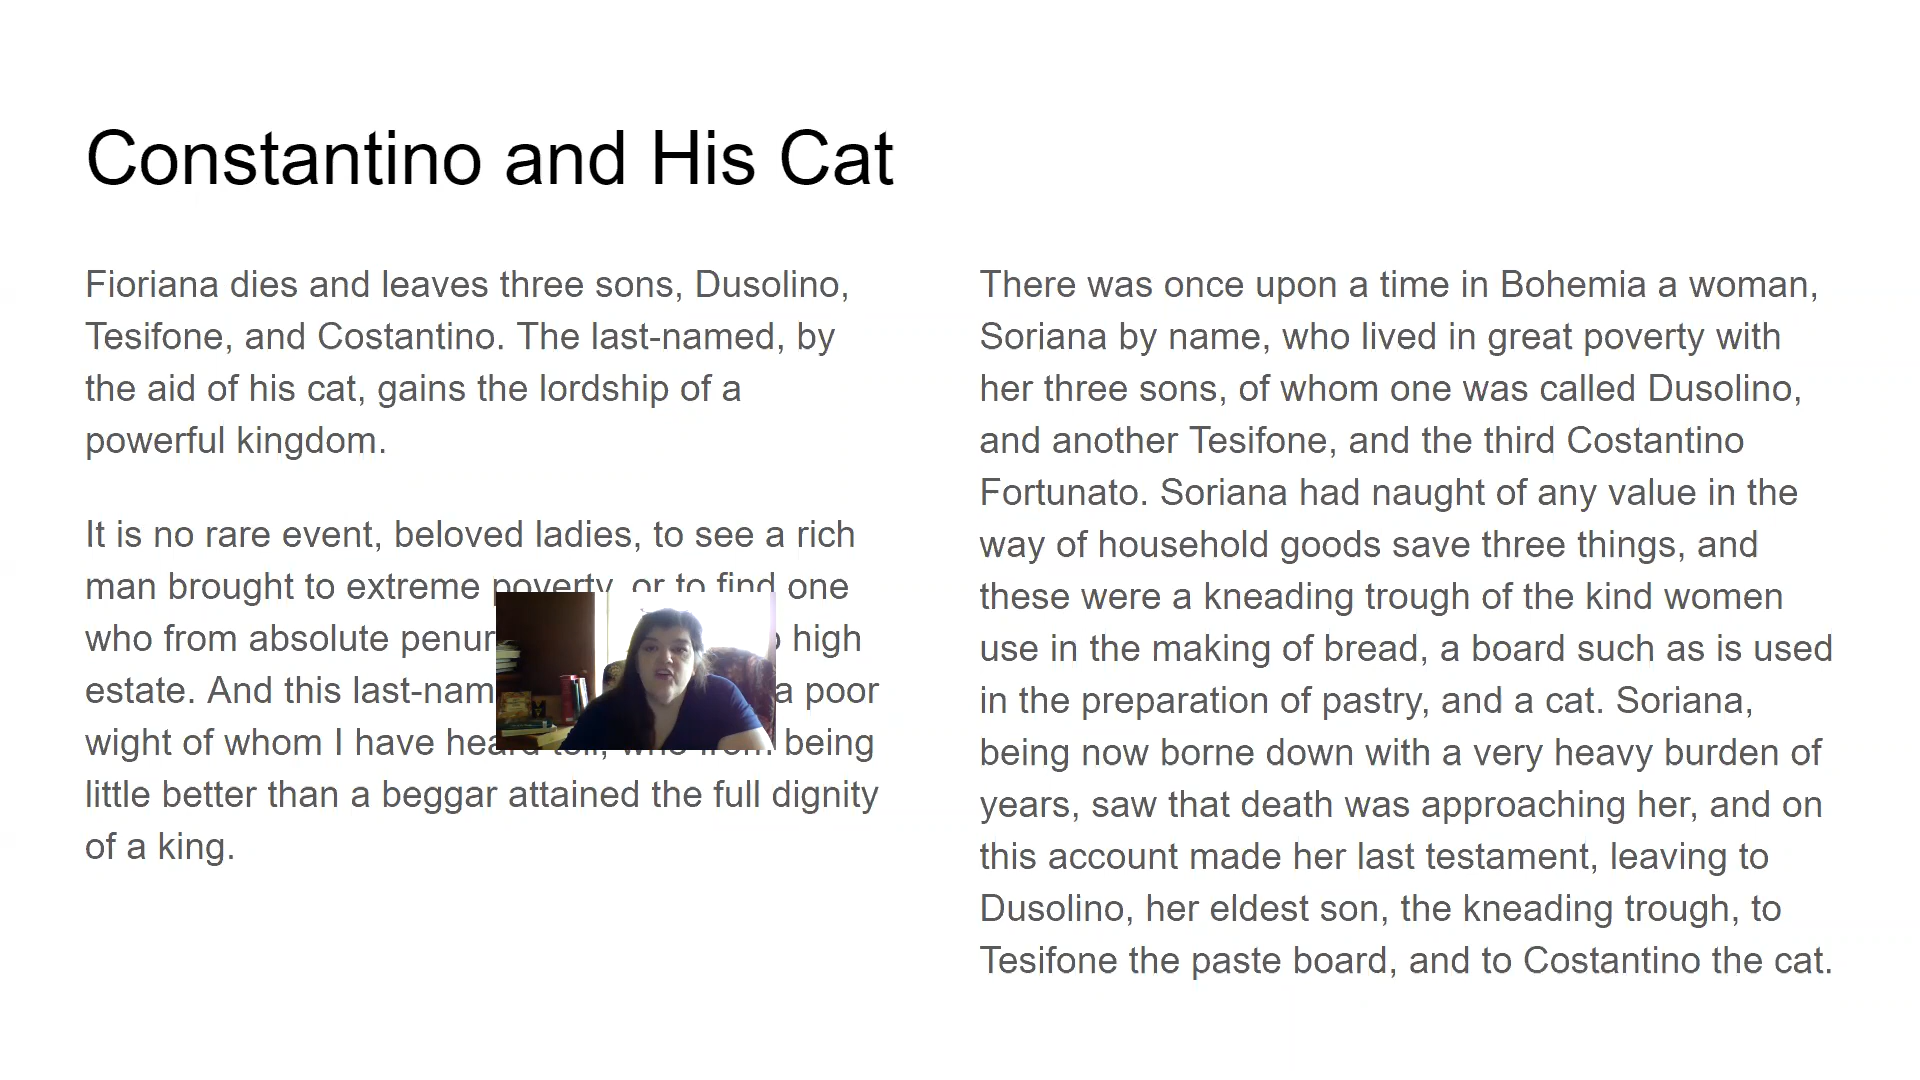 Constantino and His Cat
Fioriana dies and leaves three sons, Dusolino,
Tesifone, and Costantino. The last-named, by
the aid of his cat, gains the lordship of a
powerful kingdom.
It is no rare event, beloved ladies, to see a rich
man brought to extreme poverty, or to find one
who from absolute high
estate. And this a poor
wight of whom I have heard tell, who from being
little better than a beggar attained the full dignity
of a king.
There was once upon a time in Bohemia a woman,
Soriana by name, who lived in great poverty with
her three sons, of whom one was called Dusolino,
and another Tesifone, and the third Costantino
Fortunato. Soriana had naught of any value in the
way of household goods save three things, and
these were a kneading trough of the kind women
use in the making of bread, a board such as is used
in the preparation of pastry, and a cat. Soriana,
being now borne down with a very heavy burden of
years, saw that death was approaching her, and on
this account made her last testament, leaving to
Dusolino, her eldest son, the kneading trough, to
Tesifone the paste board, and to Costantino the cat.